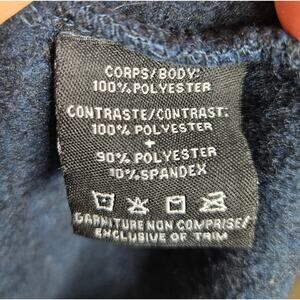 CORPS/BODY:
100% POLYESTER
CONTRASTE/CONTRAST:
100% POLYESTER
+
90% POLYESTER
10% SPANDEX
GARNITURE NON COMPRISE/
EXCLUSIVE OF TRIM